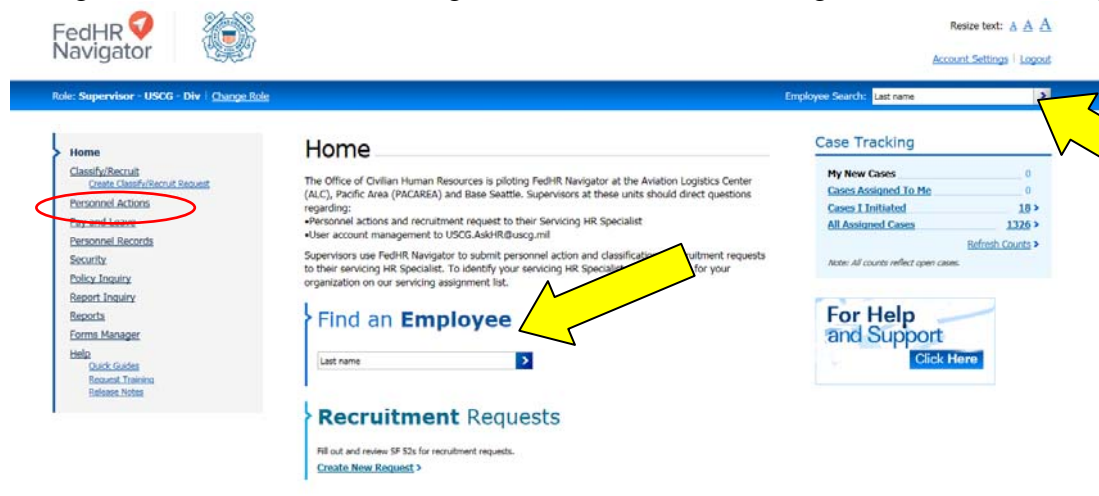 FedHR
Navigator
Resize text: A A A
Account Settings | Logout
Role: Supervisor - USCG - Div | Change Role
Employee Search: Last name
Home
Classify/Recruit
Create Classify/Recruit Request
Personnel Actions
Pay and Leave
Personnel Records
Security
Policy Inquiry
Report Inquiry
Reports
Forms Manager
Help
Quick Guides
Request Training
Release Notes
Home
The Office of Civilian Human Resources is piloting FedHR Navigator at the Aviation Logistics Center
(ALC), Pacific Area (PACAREA) and Base Seattle. Supervisors at these units should direct questions
regarding:
•Personnel actions and recruitment request to their Servicing HR Specialist
•User account management to USCG.AskHR@uscg.mil
Supervisors use FedHR Navigator to submit personnel action and classification recruitment requests
to their servicing HR Specialist. To identify your servicing HR Specialist for your
organization on our servicing assignment list.
Find an Employee
Last name
Recruitment Requests
Fill out and review SF 52s for recruitment requests.
Create New Request >
Case Tracking
My New Cases 0
Cases Assigned To Me 0
Cases I Initiated 18 >
All Assigned Cases 1326 >
Refresh Counts >
Note: All counts reflect open cases.
For Help
and Support
Click Here